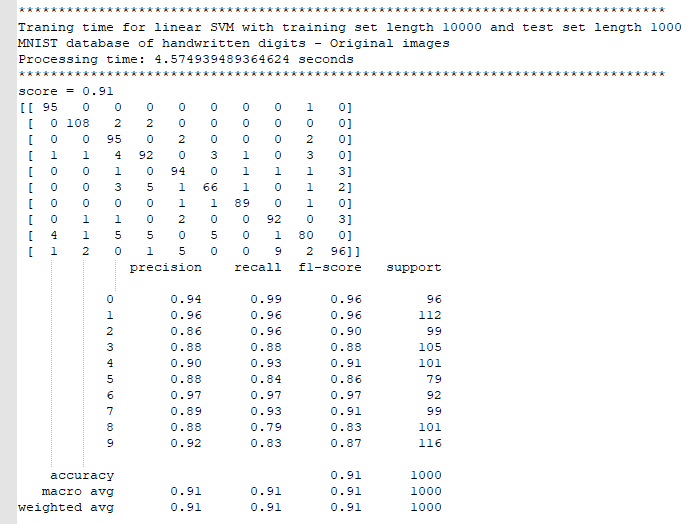 *********************************************************************************
Traning time for linear SVM with training set length 10000 and test set length 1000
MNIST database of handwritten digits - Original images
Processing time: 4.574939489364624 seconds
*********************************************************************************
score = 0.91
[[ 95 0 0 0 0 0 0 0 1 0]
[ 0 108 2 2 0 0 0 0 0 0]
[ 0 0 95 0 2 0 0 0 2 0]
[ 1 1 4 92 0 3 1 0 3 0]
[ 0 0 1 0 94 0 1 1 1 3]
[ 0 0 3 5 1 66 1 0 1 2]
[ 0 0 0 0 1 1 89 0 1 0]
[ 0 1 1 0 2 0 0 92 0 3]
[ 4 1 5 5 0 5 0 1 80 0]
[ 1 2 0 1 5 0 0 9 2 96]]
precision recall f1-score support
0 0.94 0.99 0.96 96
1 0.96 0.96 0.96 112
2 0.86 0.96 0.90 99
3 0.88 0.88 0.88 105
4 0.90 0.93 0.91 101
5 0.88 0.84 0.86 79
6 0.97 0.97 0.97 92
7 0.89 0.93 0.91 99
8 0.88 0.79 0.83 101
9 0.92 0.83 0.87 116
accuracy 0.91 1000
macro avg 0.91 0.91 0.91 1000
weighted avg 0.91 0.91 0.91 1000